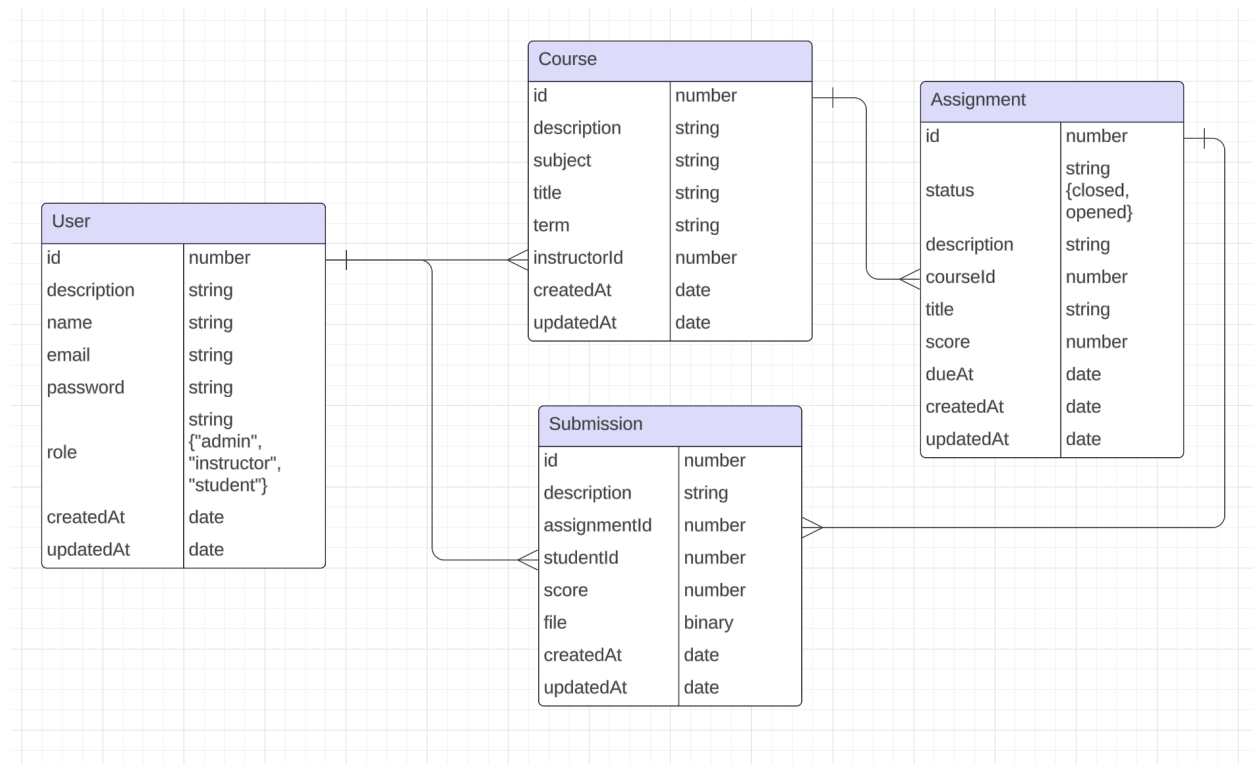 Course
id number
description string
subject string
title string
term string
instructorId number
createdAt date
updatedAt date
Assignment
id number
status string
{closed,
opened}
description string
courseId number
title string
score number
dueAt date
createdAt date
updatedAt date
User
id number
description string
name string
email string
password string
role string
{"admin",
"instructor",
"student"}
createdAt date
updatedAt date
Submission
id number
description string
assignmentId number
studentId number
score number
file binary
createdAt date
updatedAt date